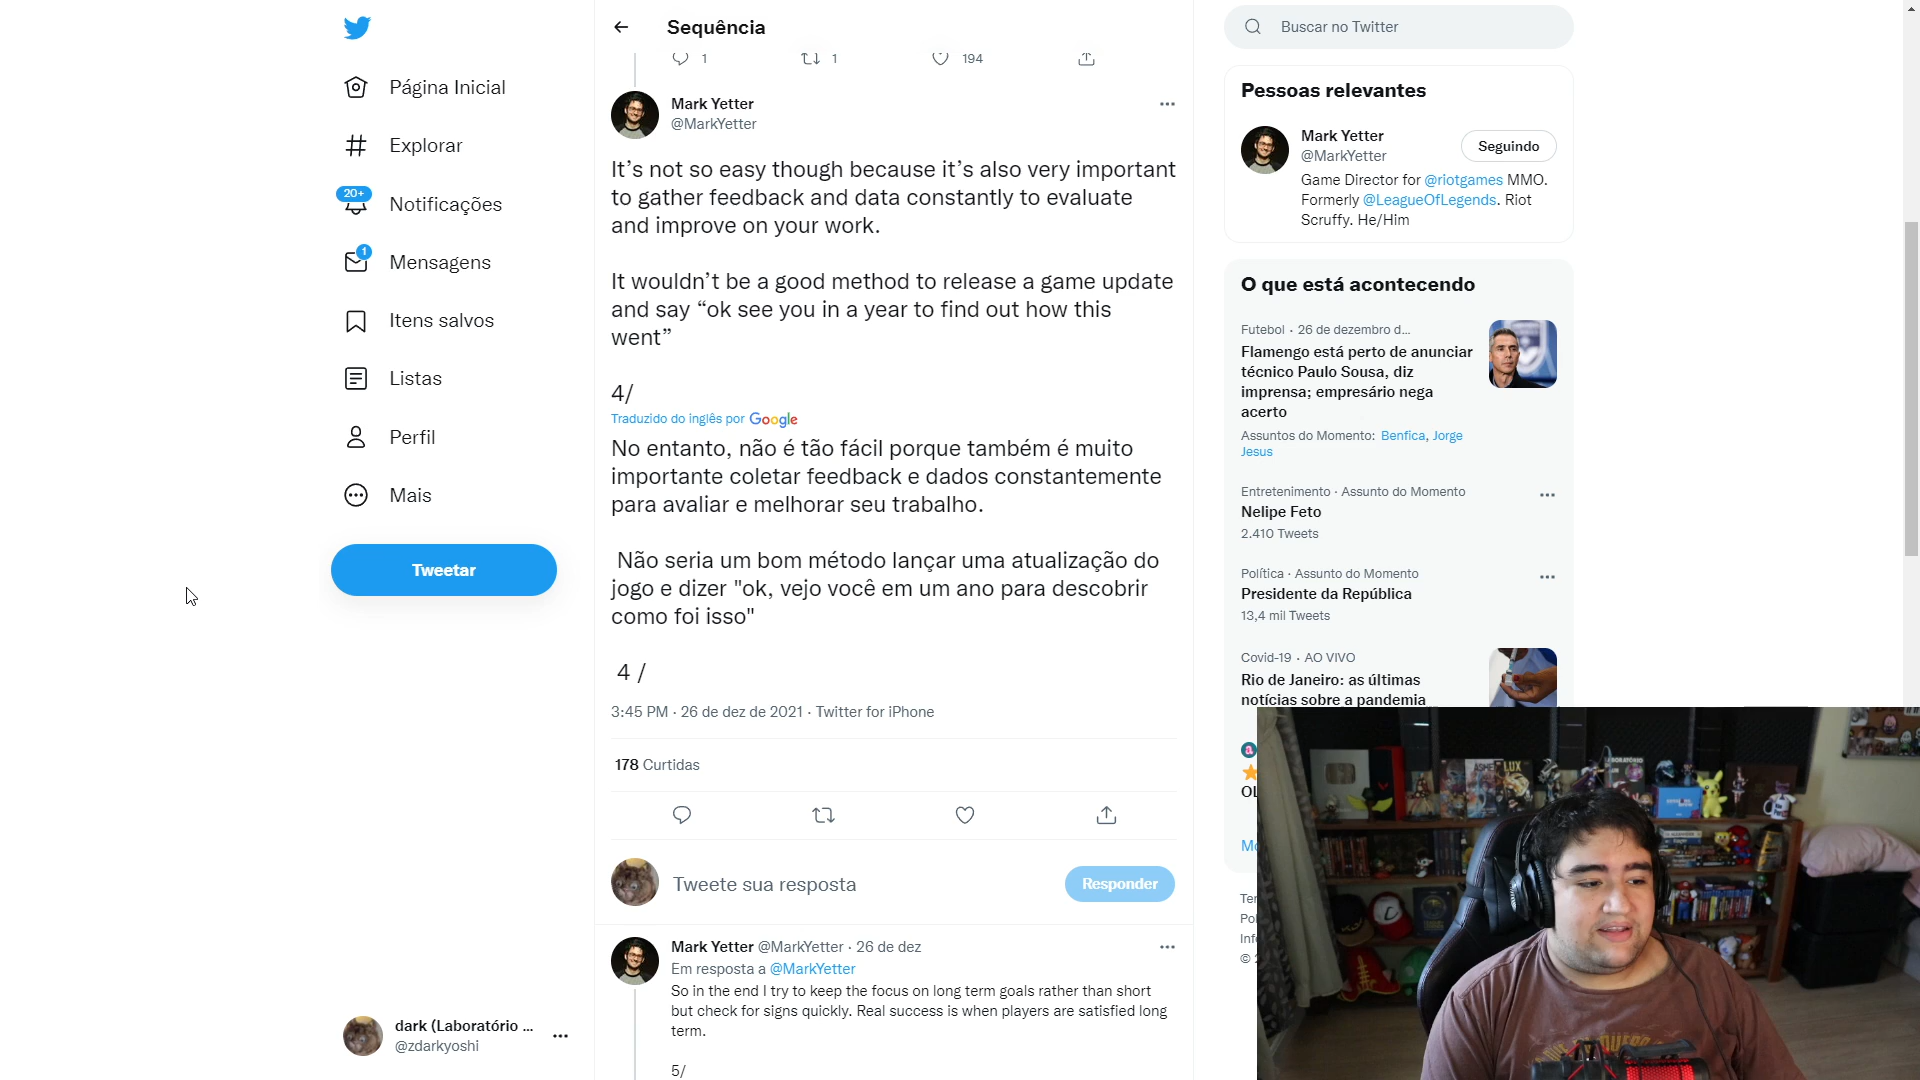 Página Inicial
Explorar
20+
Notificações
1
Mensagens
Itens salvos
Listas
Perfil
Mais
Tweetar
dark (Laboratório ...
@zdarkyoshi
Sequência
1
1
194
Mark Yetter
@MarkYetter
It’s not so easy though because it’s also very important
to gather feedback and data constantly to evaluate
and improve on your work.
It wouldn’t be a good method to release a game update
and say “ok see you in a year to find out how this
went”
4/
Traduzido do inglês por Google
No entanto, não é tão fácil porque também é muito
importante coletar feedback e dados constantemente
para avaliar e melhorar seu trabalho.
Não seria um bom método lançar uma atualização do
jogo e dizer "ok, vejo você em um ano para descobrir
como foi isso"
4 /
3:45 PM · 26 de dez de 2021 · Twitter for iPhone
178 Curtidas
Tweete sua resposta
Responder
Mark Yetter @MarkYetter · 26 de dez
Em resposta a @MarkYetter
So in the end I try to keep the focus on long term goals rather than short
but check for signs quickly. Real success is when players are satisfied long
term.
5/
Buscar no Twitter
Pessoas relevantes
Mark Yetter
@MarkYetter
Seguindo
Game Director for @riotgames MMO.
Formerly @LeagueOfLegends. Riot
Scruffy. He/Him
O que está acontecendo
Futebol · 26 de dezembro d...
Flamengo está perto de anunciar
técnico Paulo Sousa, diz
imprensa; empresário nega
acerto
Assuntos do Momento: Benfica, Jorge
Jesus
Entretenimento · Assunto do Momento
Nelipe Feto
2.410 Tweets
Política · Assunto do Momento
Presidente da República
13,4 mil Tweets
Covid-19 · AO VIVO
Rio de Janeiro: as últimas
notícias sobre a pandemia
LUX